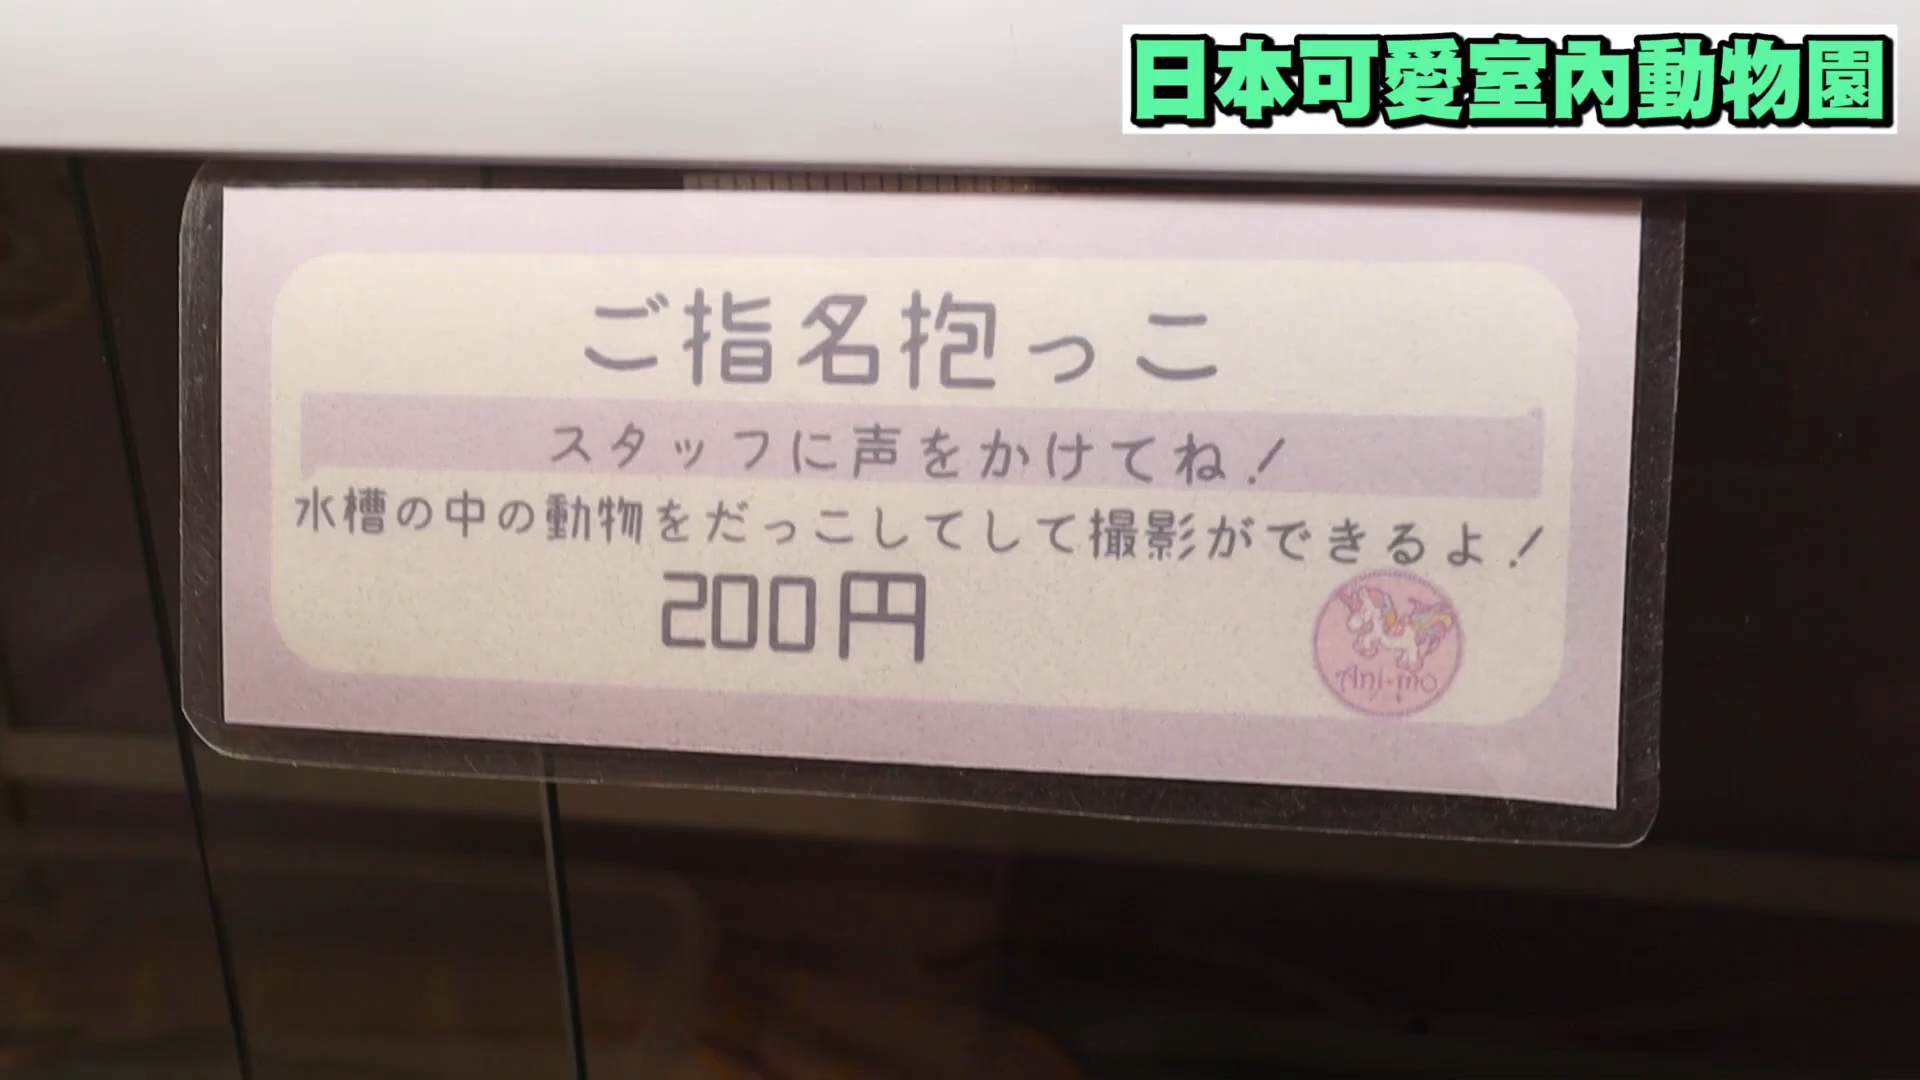 日本可愛室內動物園
ご指名抱っこ
スタッフに声をかけてね！
水槽の中の動物をだっこしてして撮影ができるよ！
200円
Ani・mo